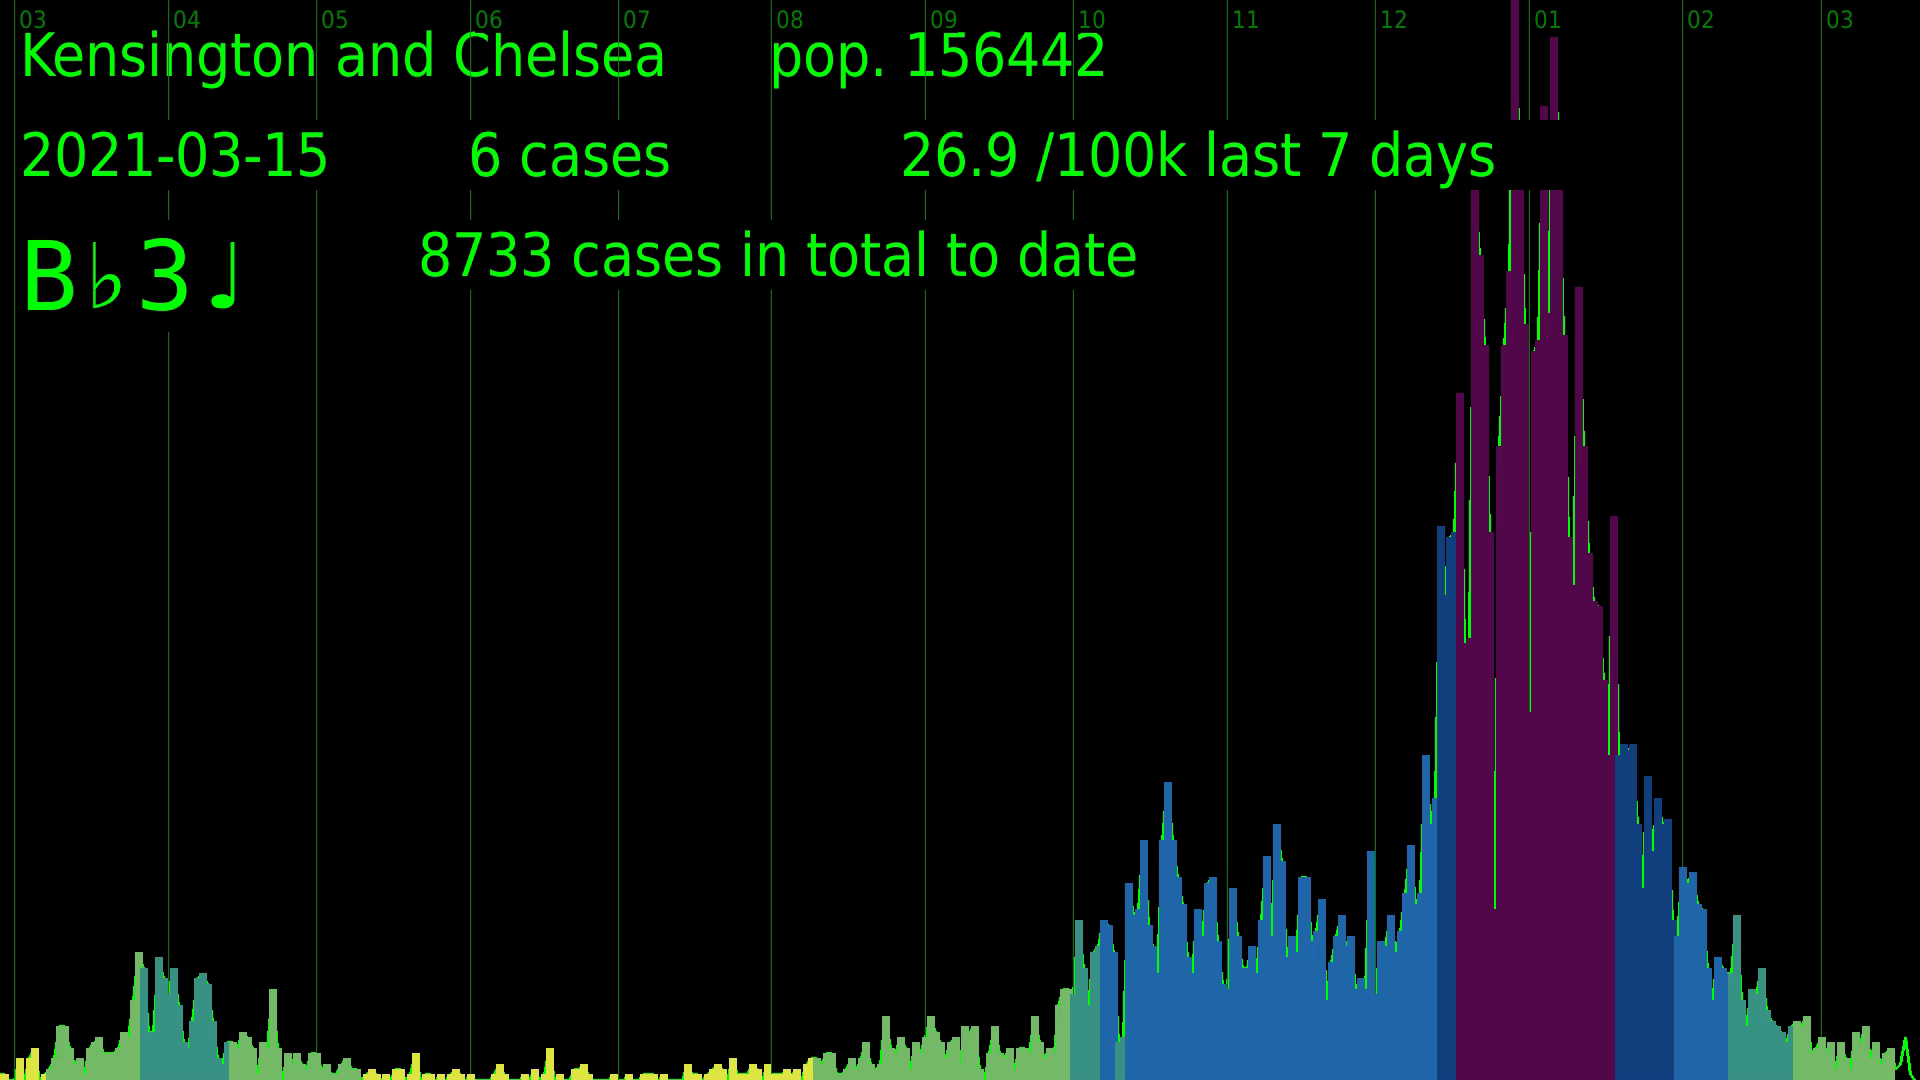 03 04 05 06 07 08 09 10 11 12 01 02 03
Kensington and Chelsea pop. 156442
2021-03-15 6 cases 26.9 /100k last 7 days
B♭3♩ 8733 cases in total to date